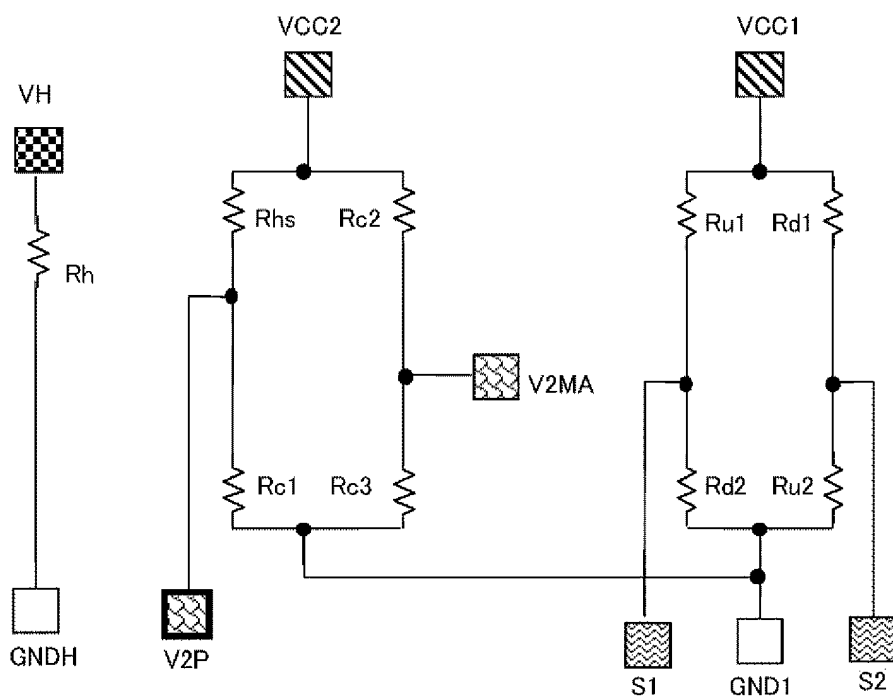 VCC2
VCC1
VH
Rhs
Rc2
Ru1
Rd1
Rh
V2MA
Rc1
Rc3
Rd2
Ru2
GNDH
V2P
S1
GND1
S2